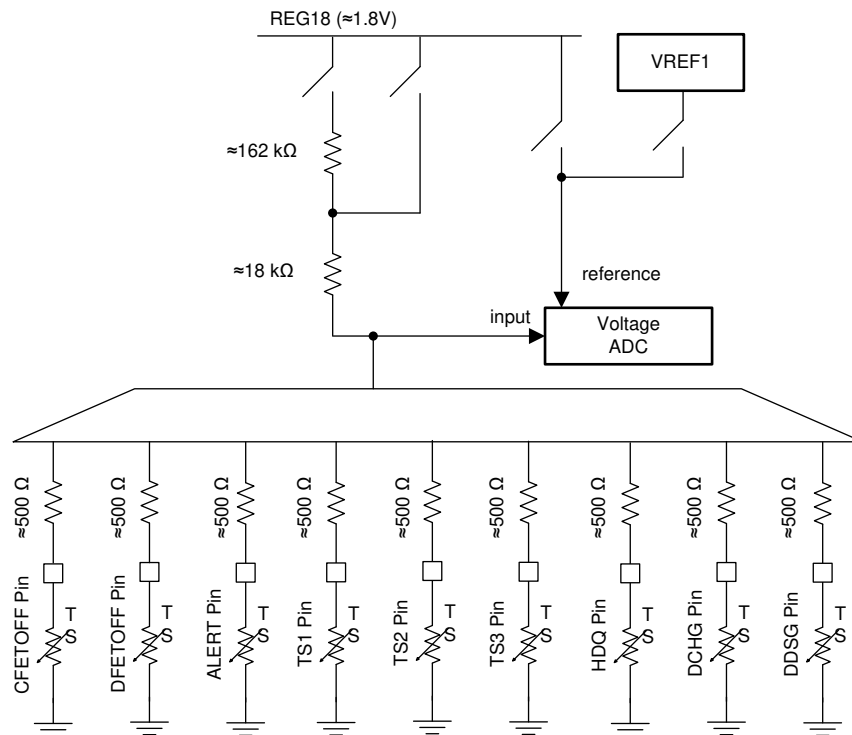 REG18 (≈1.8V)
VREF1
≈162 kΩ
≈18 kΩ
reference
input
Voltage
ADC
≈500 Ω
≈500 Ω
≈500 Ω
≈500 Ω
≈500 Ω
≈500 Ω
≈500 Ω
≈500 Ω
≈500 Ω
CFETOFF Pin
T
S
DFETOFF Pin
T
S
ALERT Pin
T
S
TS1 Pin
T
S
TS2 Pin
T
S
TS3 Pin
T
S
HDQ Pin
T
S
DCHG Pin
T
S
DDSG Pin
T
S